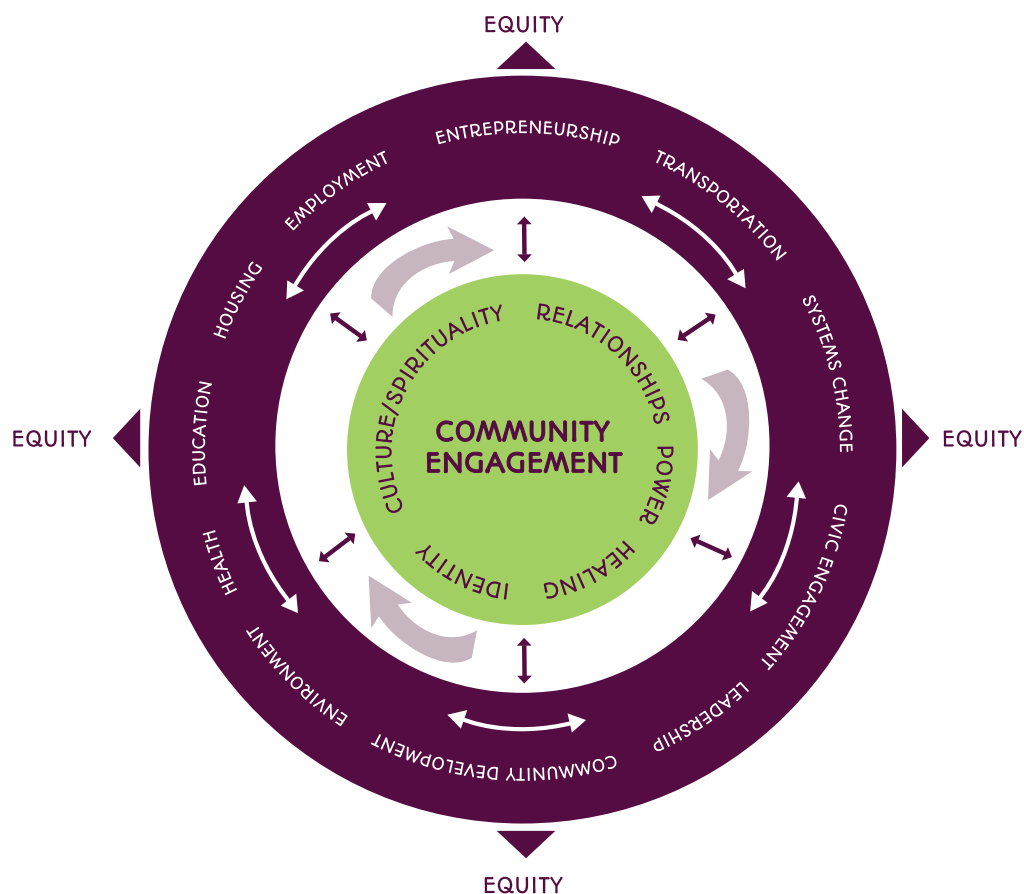 EQUITY
ENTREPRENEURSHIP
TRANSPORTATION
SYSTEMS CHANGE
CIVIC ENGAGEMENT
LEADERSHIP
COMMUNITY DEVELOPMENT
ENVIRONMENT
HEALTH
EDUCATION
HOUSING
EMPLOYMENT
EQUITY
EQUITY
CULTURE/SPIRITUALITY
RELATIONSHIPS
POWER
HEALING
IDENTITY
COMMUNITY
ENGAGEMENT
EQUITY